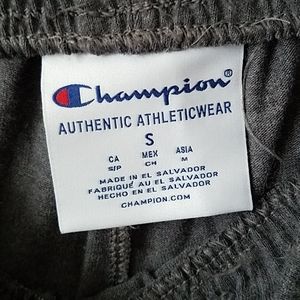 Champion®
AUTHENTIC ATHLETICWEAR
S
CA MEX ASIA
S/P CH M
MADE IN EL SALVADOR
FABRIQUÉ AU EL SALVADOR
HECHO EN EL SALVADOR
CHAMPION.COM